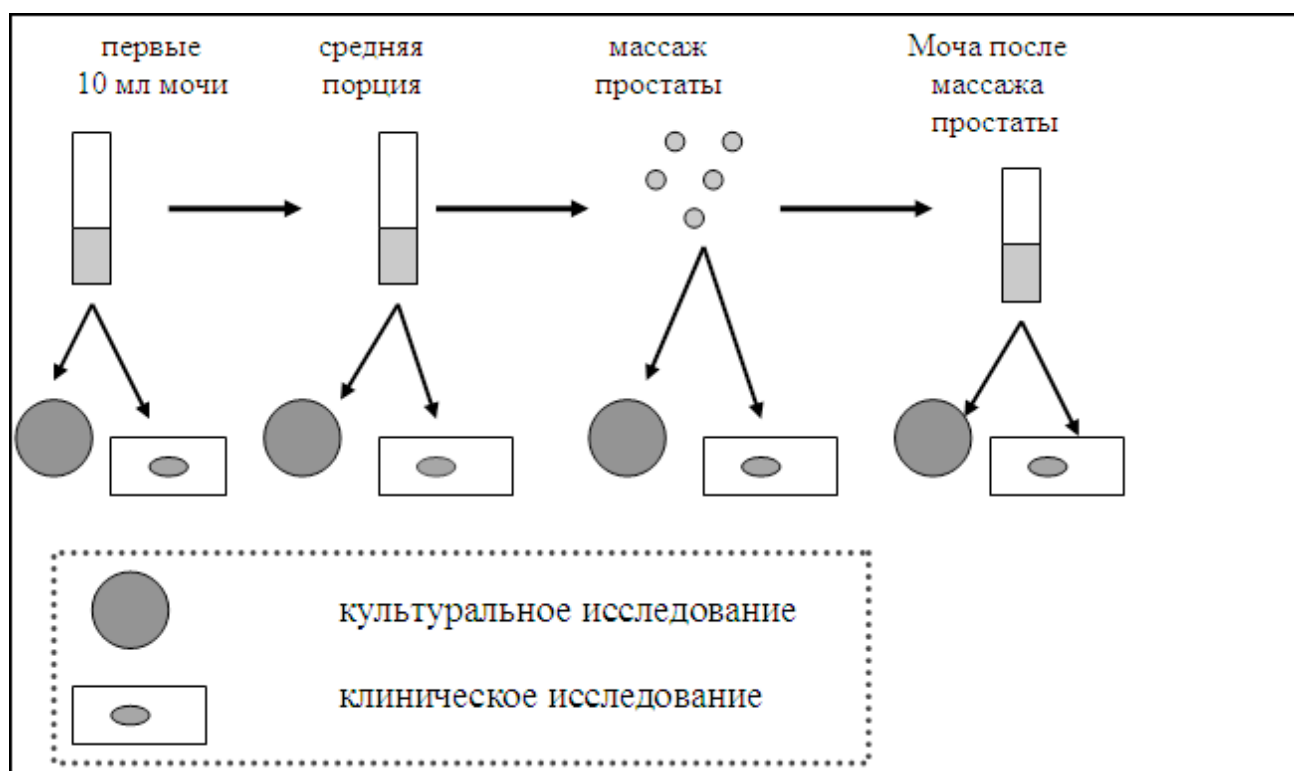 первые
10 мл мочи
средняя
порция
массаж
простаты
Моча после
массажа
простаты
культуральное исследование
клиническое исследование